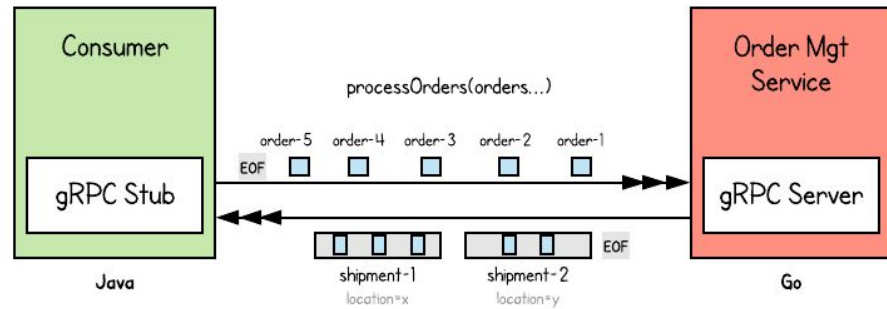 Consumer
Order Mgt
Service
processOrders(orders...)
order-5 order-4 order-3 order-2 order-1
EOF
gRPC Stub
gRPC Server
EOF
shipment-1 shipment-2
location=x location=y
Java
Go